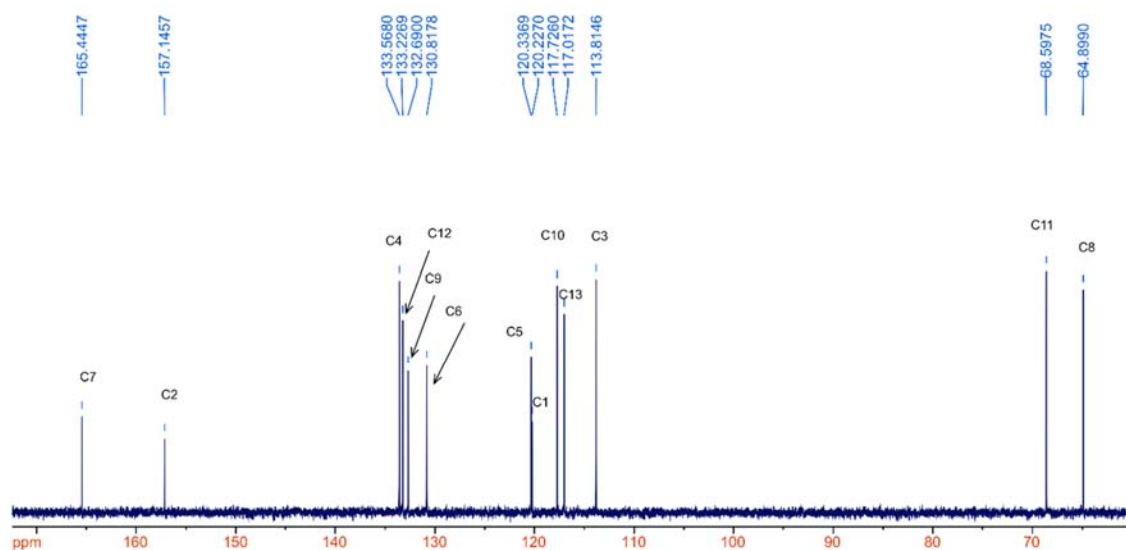 165.4447
157.1457
133.5680
133.2269
132.6900
130.8178
120.3369
120.2270
117.7260
117.0172
113.8146
68.5975
64.8990
C7
C2
C4
C12
C9
C6
C5
C1
C10
C13
C3
C11
C8
ppm 160 150 140 130 120 110 100 90 80 70